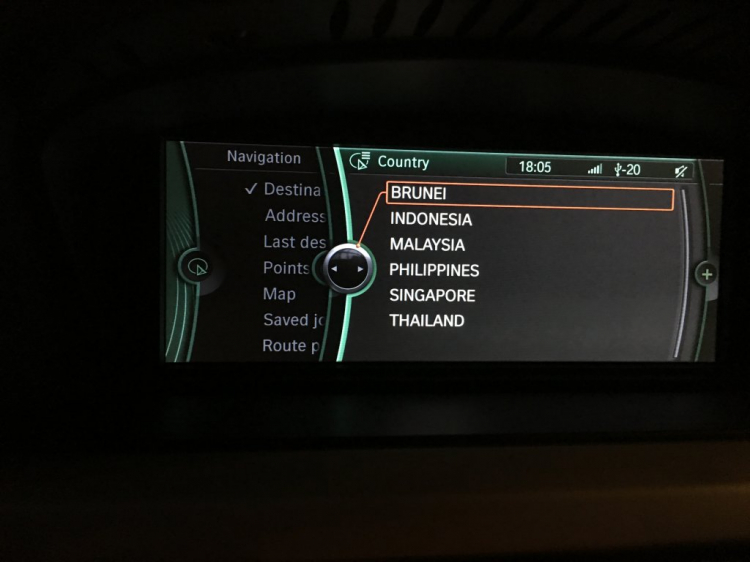 Navigation
Destina
Address
Last des
Points
Map
Saved jo
Route p
Country
18:05
-20
BRUNEI
INDONESIA
MALAYSIA
PHILIPPINES
SINGAPORE
THAILAND